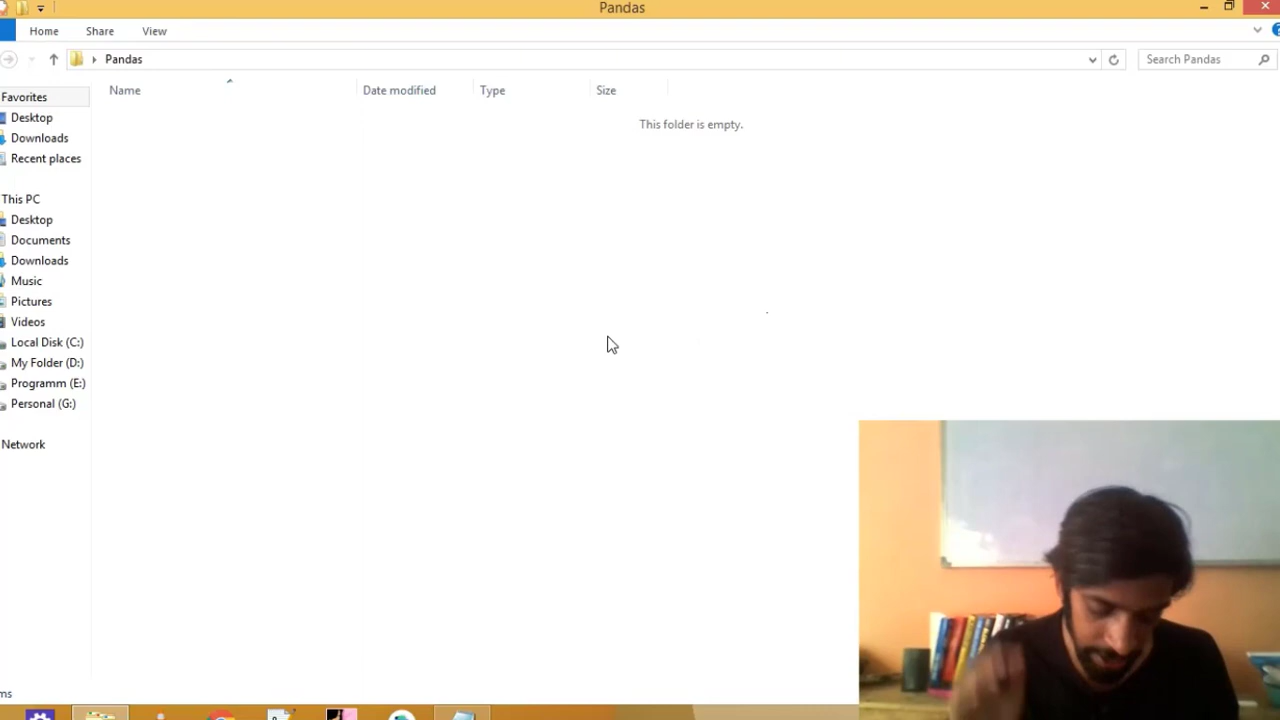 Pandas
Home Share View
Pandas
Search Pandas
Name Date modified Type Size
This folder is empty.
Favorites
Desktop
Downloads
Recent places
This PC
Desktop
Documents
Downloads
Music
Pictures
Videos
Local Disk (C:)
My Folder (D:)
Programm (E:)
Personal (G:)
Network
ms